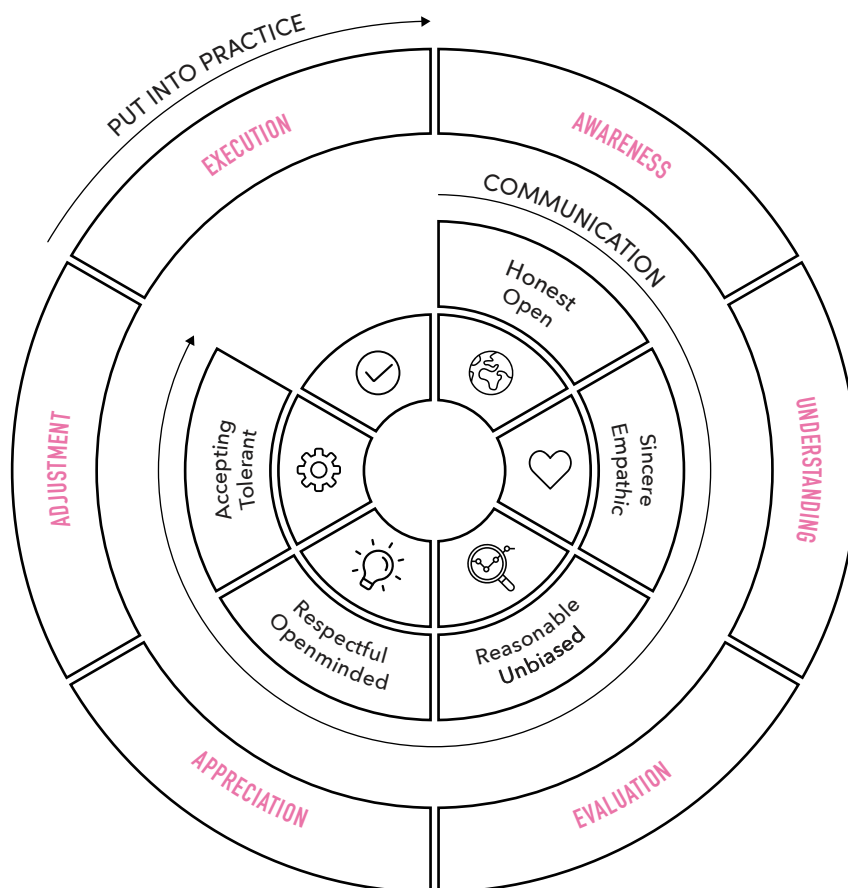 PUT INTO PRACTICE
EXECUTION
AWARENESS
COMMUNICATION
Honest
Open
UNDERSTANDING
Sincere
Empathic
EVALUATION
Reasonable
Unbiased
APPRECIATION
Respectful
Openminded
ADJUSTMENT
Accepting
Tolerant